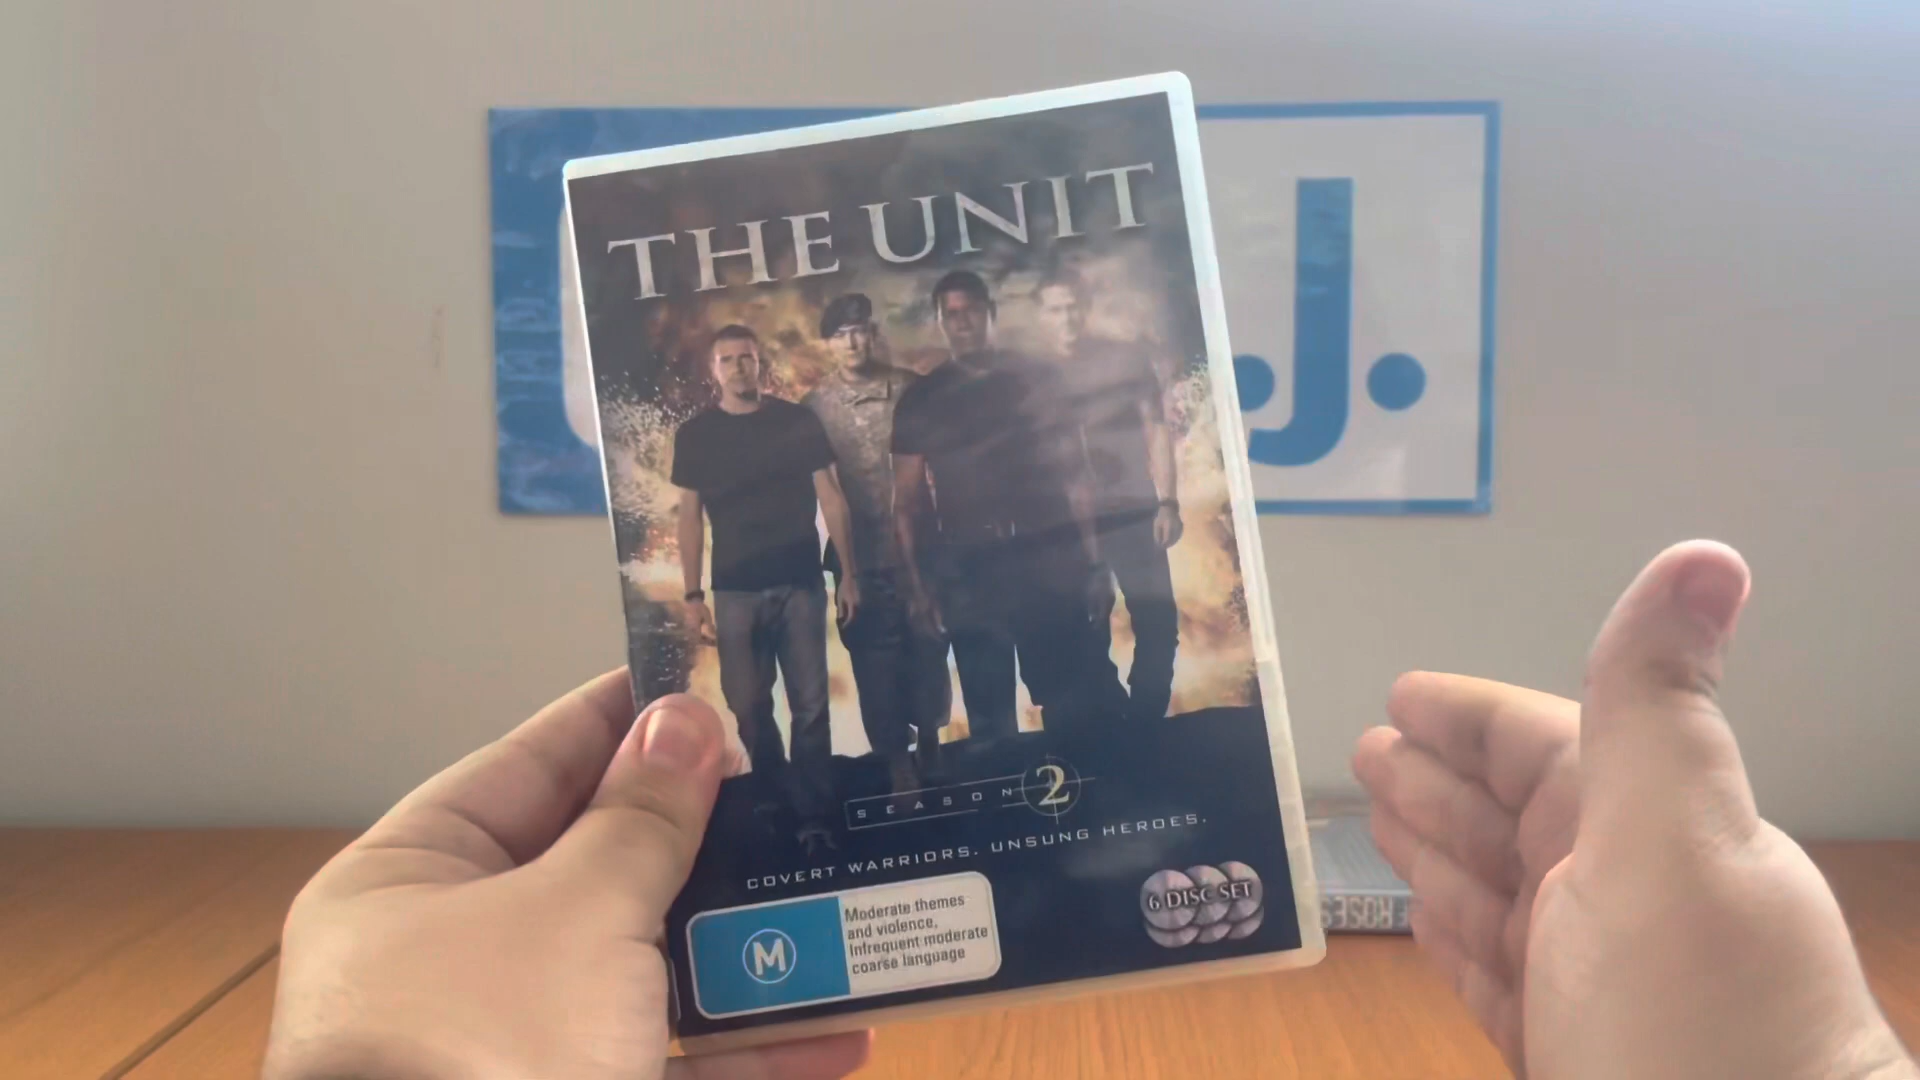 THE UNIT
.J.
SEASON 2
COVERT WARRIORS. UNSUNG HEROES.
M
Moderate themes
and violence,
Infrequent moderate
coarse language
6 DISC SET
ROSES